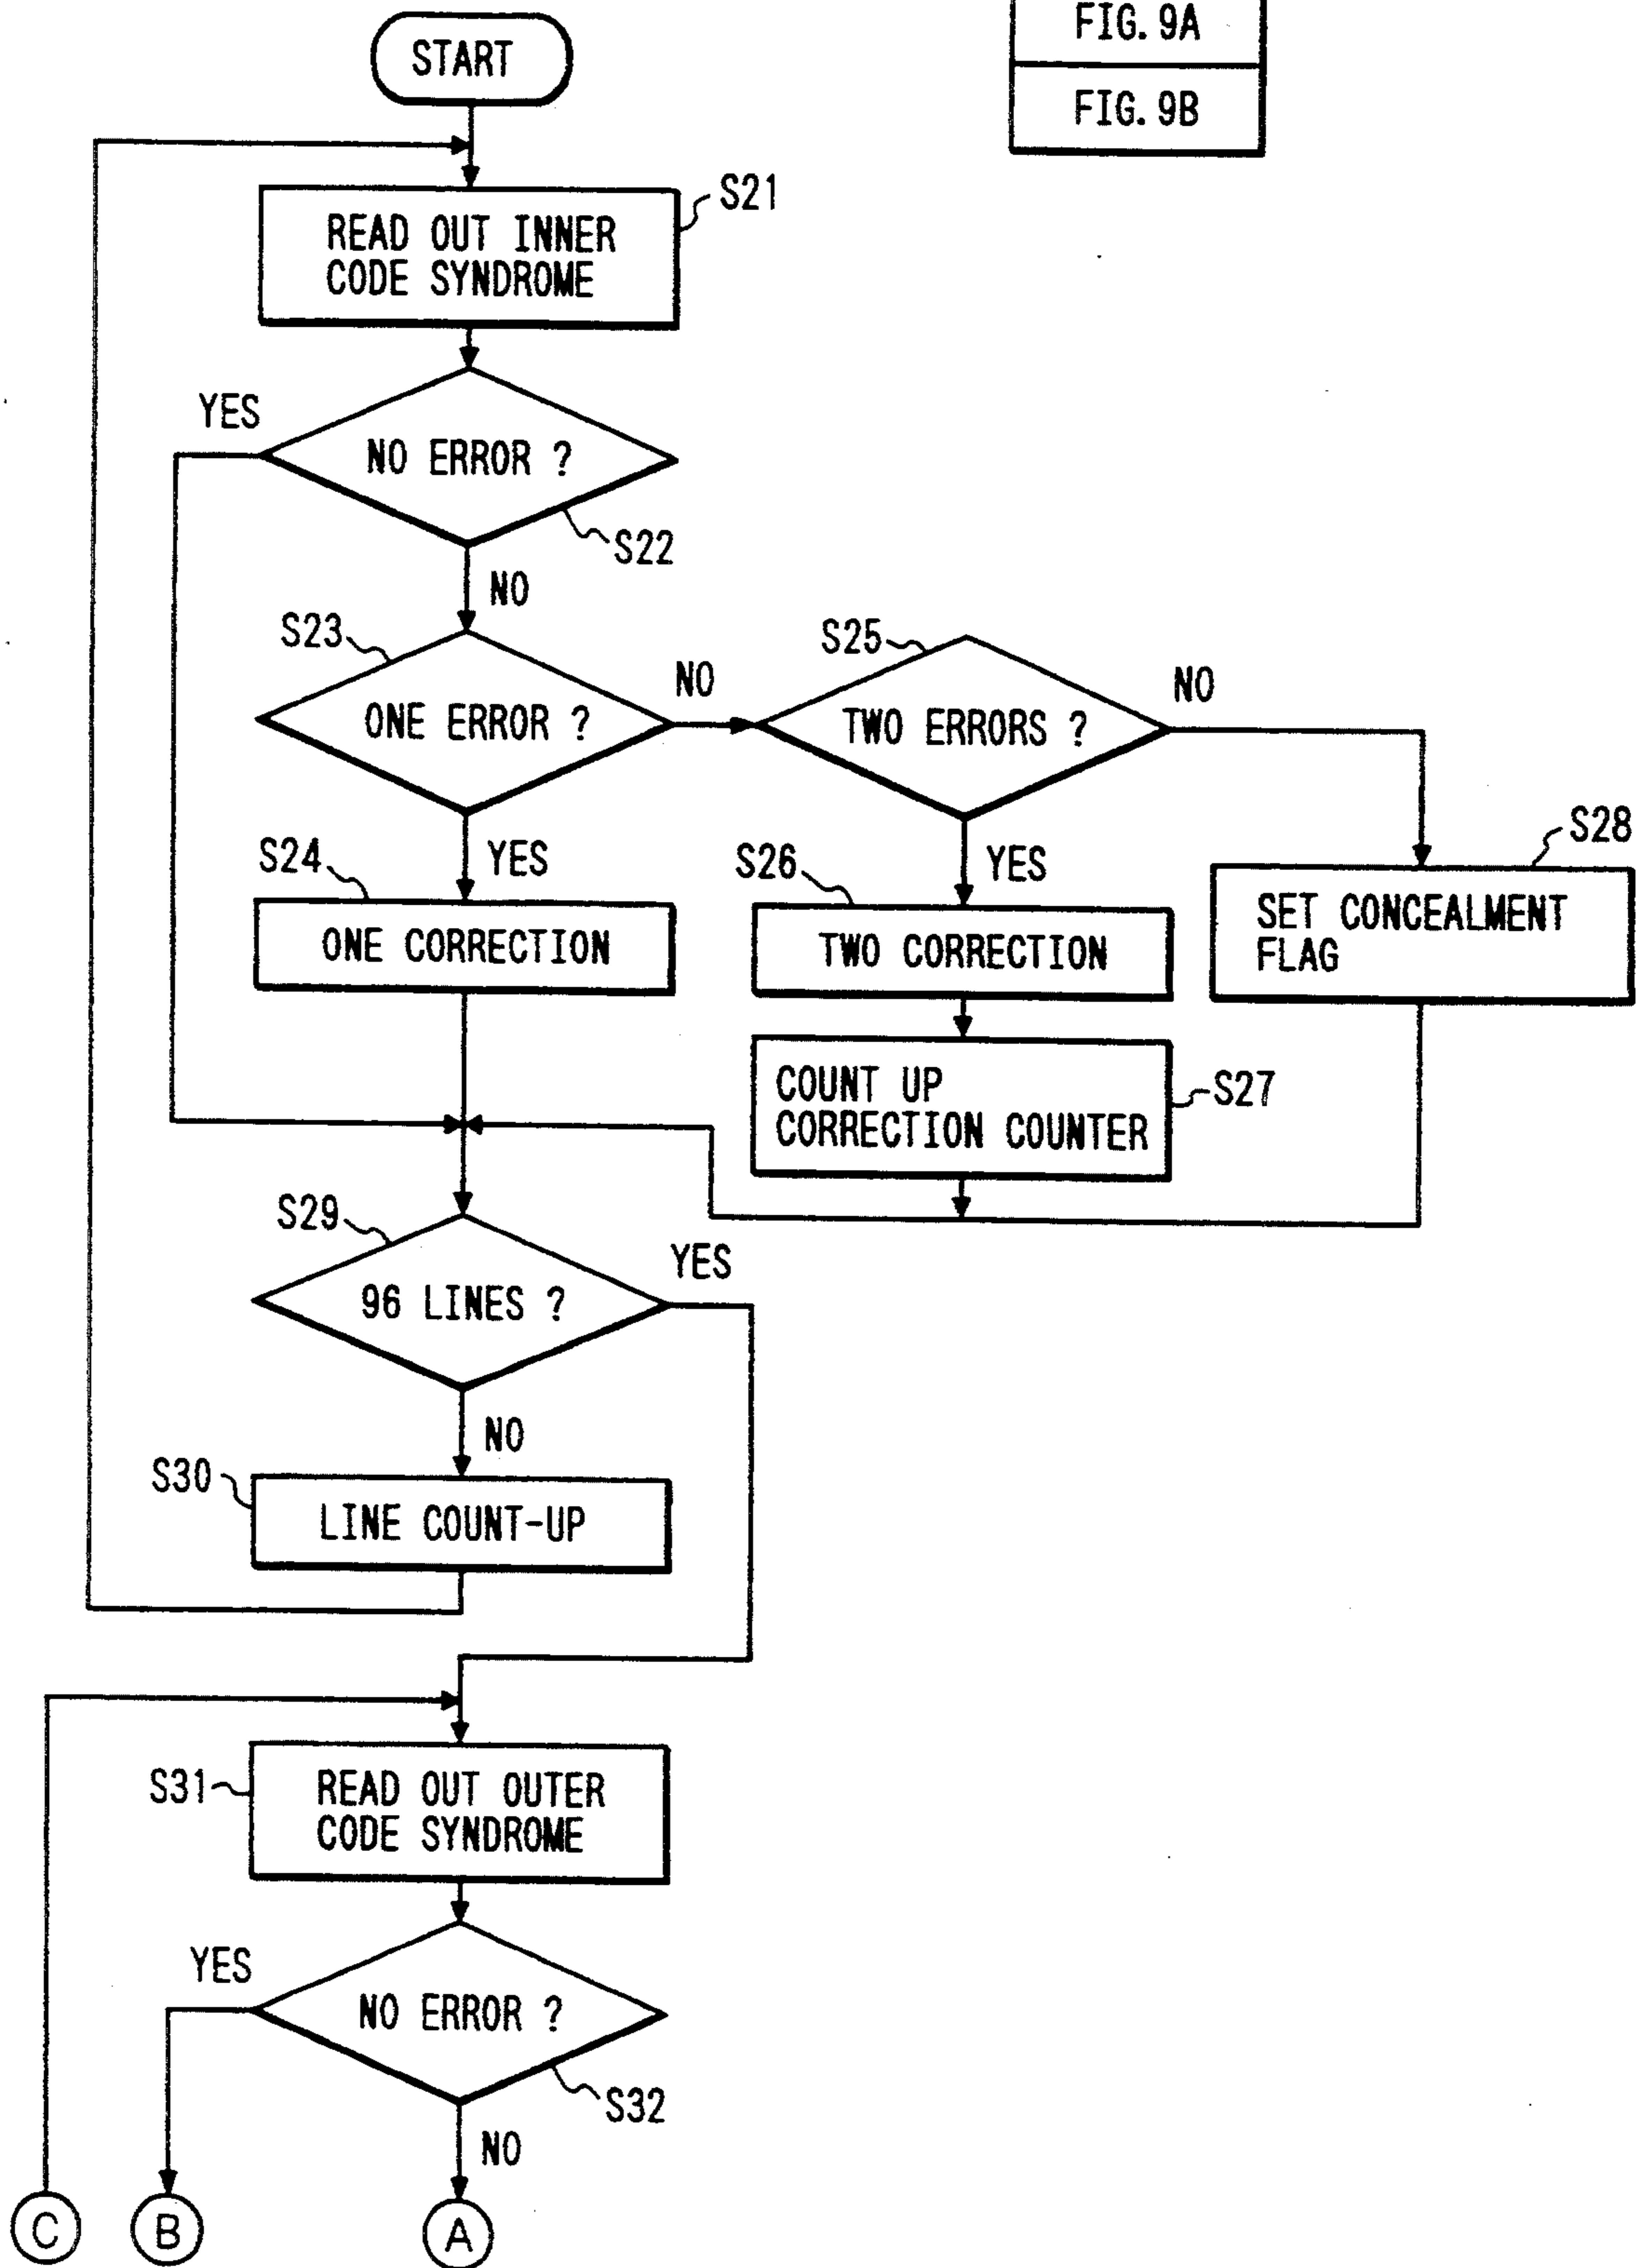 FIG. 9A
FIG. 9B
START
READ OUT INNER
CODE SYNDROME
S21
YES
NO ERROR ?
S22
NO
S23
ONE ERROR ?
NO
S25
TWO ERRORS ?
NO
S24
YES
ONE CORRECTION
S26
YES
TWO CORRECTION
S28
SET CONCEALMENT
FLAG
COUNT UP
CORRECTION COUNTER
S27
S29
96 LINES ?
YES
NO
S30
LINE COUNT-UP
S31
READ OUT OUTER
CODE SYNDROME
YES
NO ERROR ?
S32
NO
C
B
A